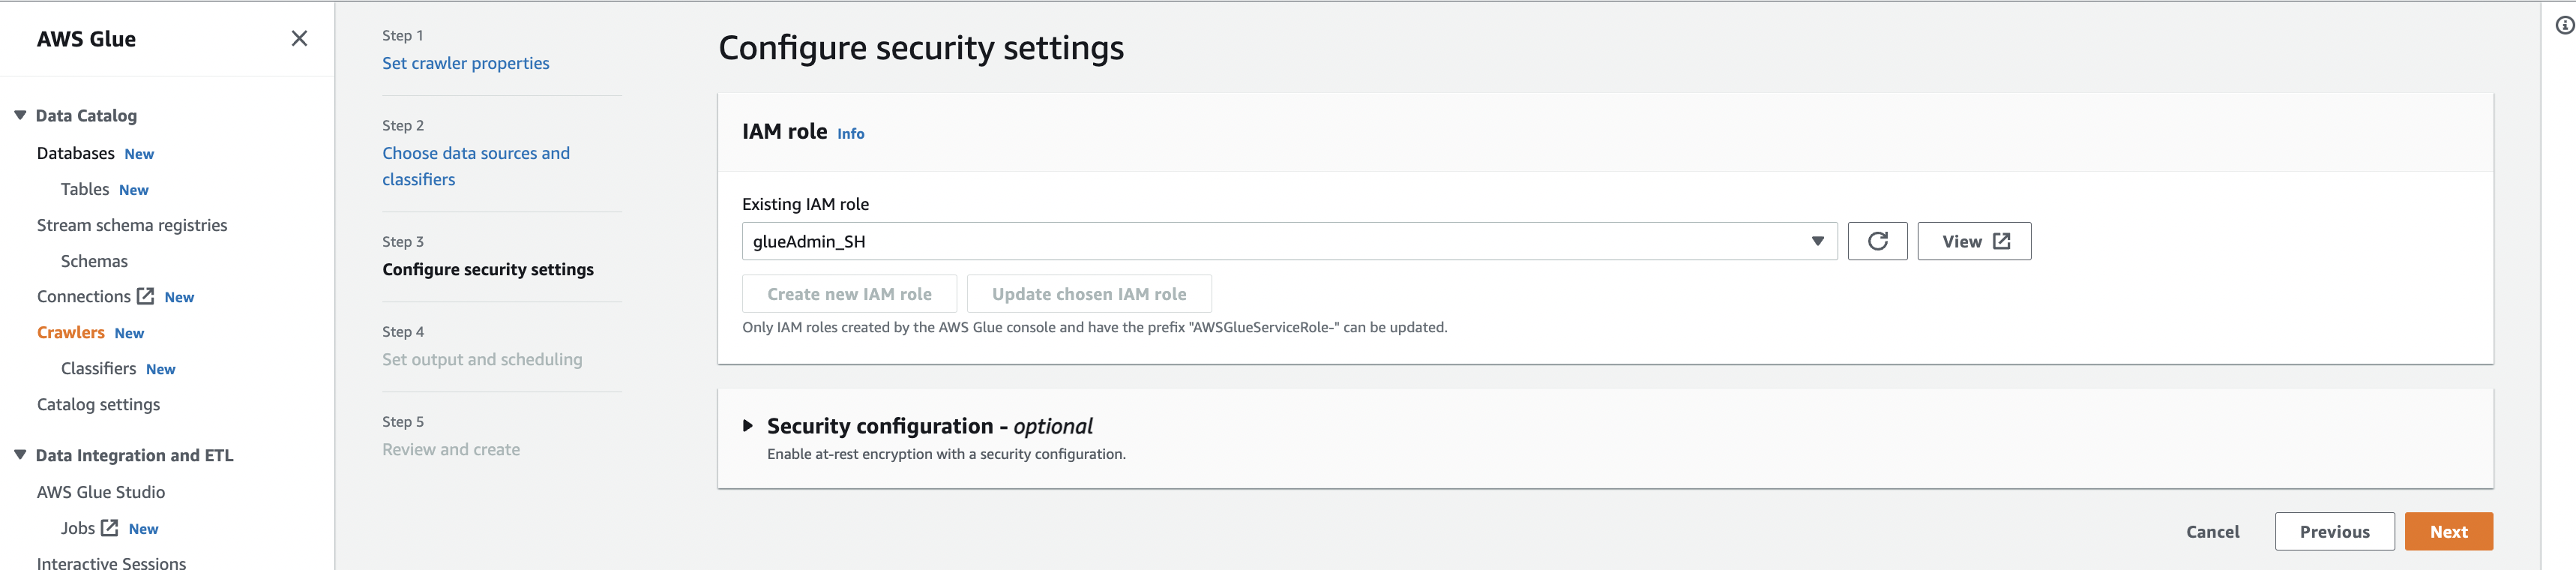 AWS Glue
Data Catalog
Databases New
Tables New
Stream schema registries
Schemas
Connections New
Crawlers New
Classifiers New
Catalog settings
Data Integration and ETL
AWS Glue Studio
Jobs New
Interactive Sessions
Step 1
Set crawler properties
Step 2
Choose data sources and
classifiers
Step 3
Configure security settings
Step 4
Set output and scheduling
Step 5
Review and create
Configure security settings
IAM role Info
Existing IAM role
glueAdmin_SH
View
Create new IAM role
Update chosen IAM role
Only IAM roles created by the AWS Glue console and have the prefix "AWSGlueServiceRole-" can be updated.
Security configuration - optional
Enable at-rest encryption with a security configuration.
Cancel
Previous
Next